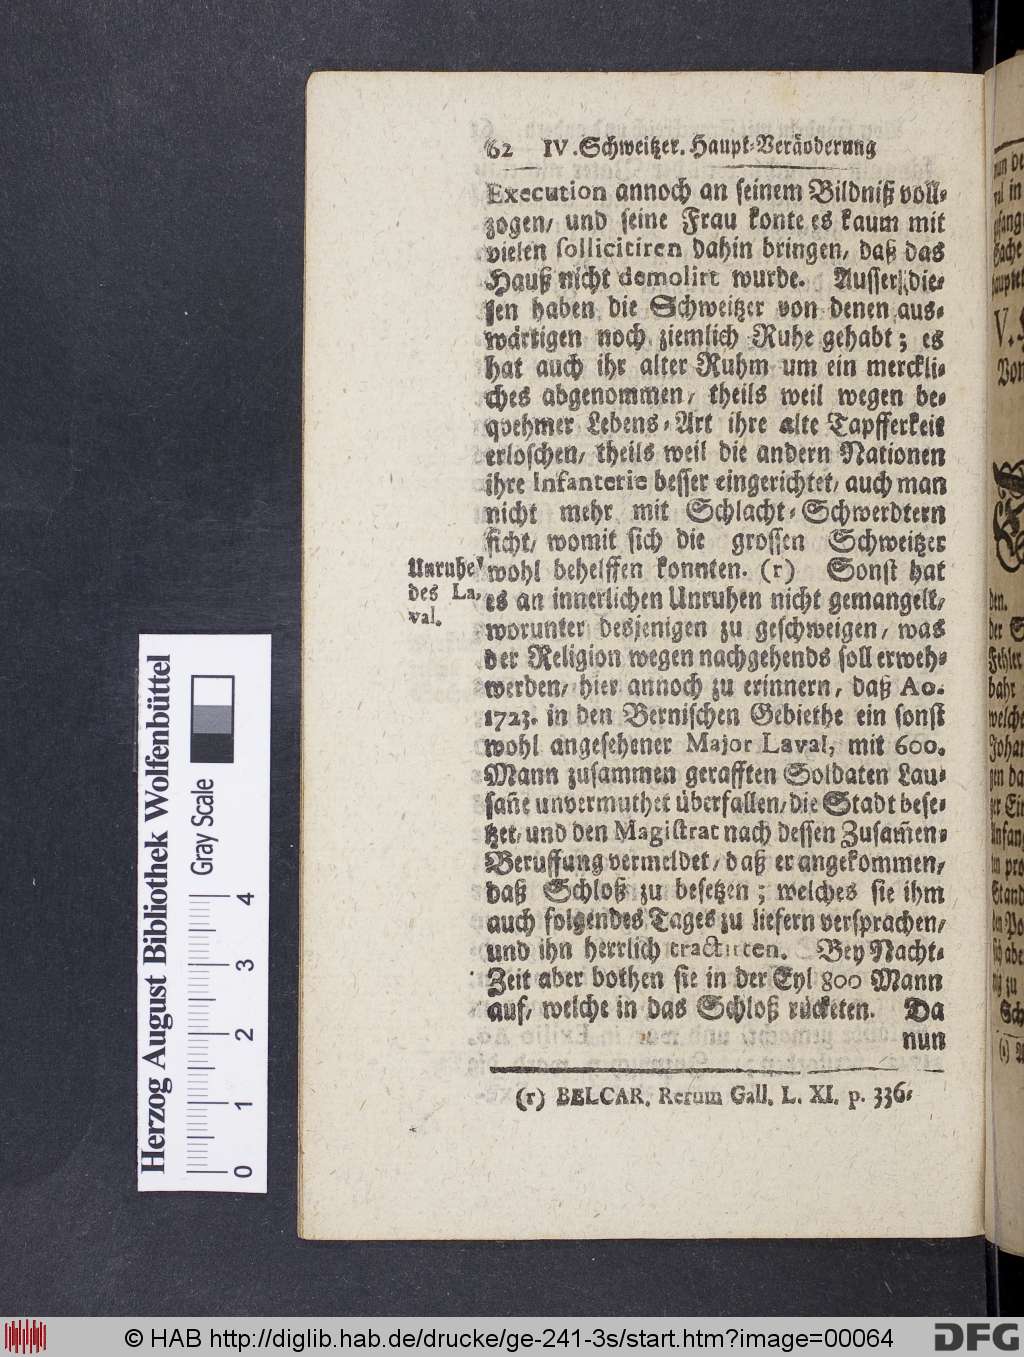 62 IV. Schweitzer. Haupt-Veränderung
Execution annoch an seinem Bildniß voll-
zogen, und seine Frau konte es kaum mit
vielen sollicitiren dahin bringen, daß das
Hauß nicht demolirt wurde. Ausser die-
sen haben die Schweitzer von denen aus-
wärtigen noch ziemlich Ruhe gehabt; es
hat auch ihr alter Ruhm um ein merckli-
ches abgenommen, theils weil wegen be-
qvehmer Lebens-Art ihre alte Tapfferkeit
erloschen, theils weil die andern Nationen
ihre Infanterie besser eingerichtet, auch man
nicht mehr mit Schlacht-Schwerdtern
ficht, womit sich die grossen Schweitzer
wohl behelffen konnten. (r) Sonst hat
es an innerlichen Unruhen nicht gemangelt,
worunter desjenigen zu geschweigen, was
der Religion wegen nachgehends soll erweh-
werden, hier annoch zu erinnern, daß Ao.
1723. in den Bernischen Gebiethe ein sonst
wohl angesehener Major Laval, mit 600.
Mann zusammen gerafften Soldaten Lau-
sañe unvermuthet überfallen, die Stadt bese-
tzet, und den Magistrat nach dessen Zusam̃en-
Beruffung vermeldet, daß er angekommen,
daß Schloß zu besetzen; welches sie ihm
auch folgendes Tages zu liefern versprachen,
und ihn herrlich tractirten. Bey Nacht-
Zeit aber bothen sie in der Eyl 800 Mann
auf, welche in das Schloß rücketen. Da
nun
Unruhe
des La-
val.
(r) BELCAR. Rerum Gall. L. XI. p. 336.
Herzog August Bibliothek Wolfenbüttel
Gray Scale
0 1 2 3 4
© HAB http://diglib.hab.de/drucke/ge-241-3s/start.htm?image=00064
DFG